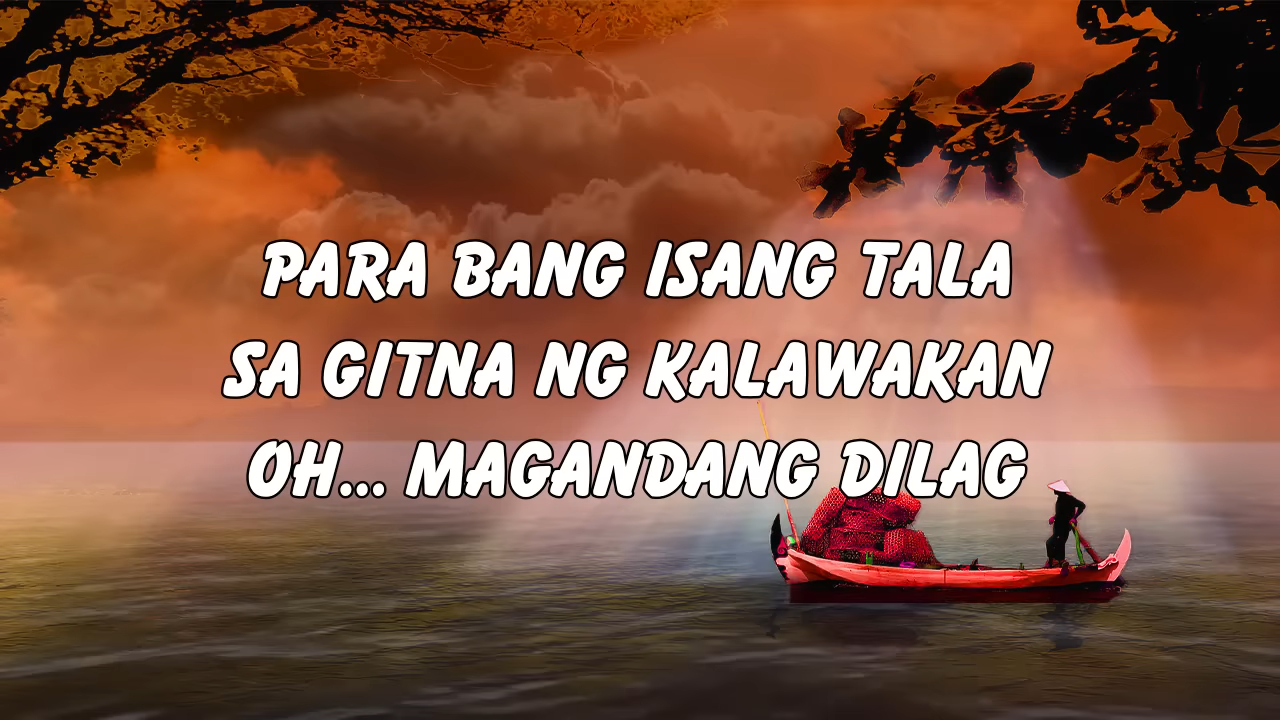 PARA BANG ISANG TALA
SA GITNA NG KALAWAKAN
OH... MAGANDANG DILAG